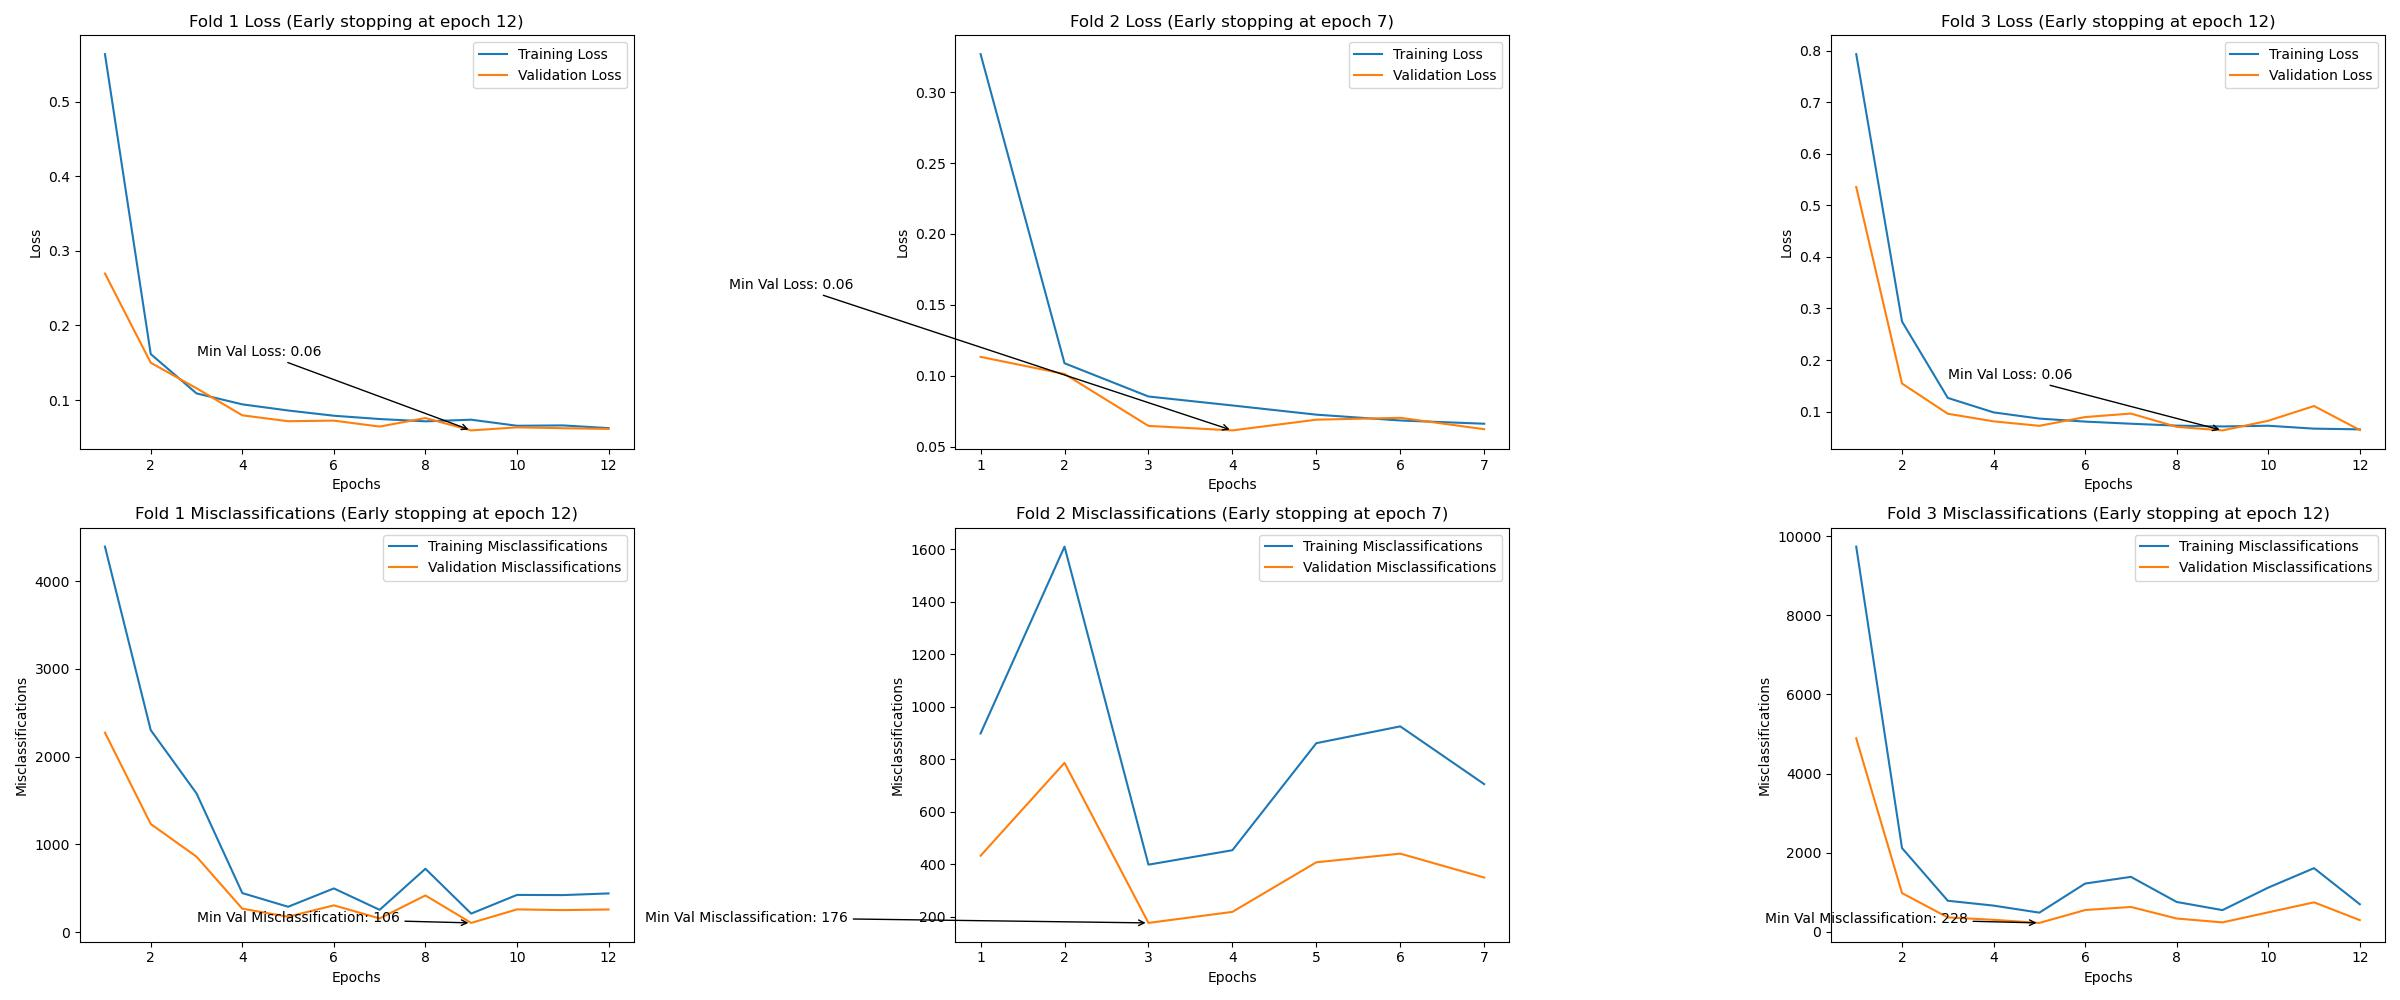 Fold 1 Loss (Early stopping at epoch 12)
Training Loss
Validation Loss
0.5
0.4
0.3
0.2
0.1
Loss
Min Val Loss: 0.06
2 4 6 8 10 12
Epochs
Fold 2 Loss (Early stopping at epoch 7)
Training Loss
Validation Loss
0.30
0.25
0.20
0.15
0.10
0.05
Loss
Min Val Loss: 0.06
1 2 3 4 5 6 7
Epochs
Fold 3 Loss (Early stopping at epoch 12)
Training Loss
Validation Loss
0.8
0.7
0.6
0.5
0.4
0.3
0.2
0.1
Loss
Min Val Loss: 0.06
2 4 6 8 10 12
Epochs
Fold 1 Misclassifications (Early stopping at epoch 12)
Training Misclassifications
Validation Misclassifications
4000
3000
2000
1000
0
Misclassifications
Min Val Misclassification: 106
2 4 6 8 10 12
Epochs
Fold 2 Misclassifications (Early stopping at epoch 7)
Training Misclassifications
Validation Misclassifications
1600
1400
1200
1000
800
600
400
200
Misclassifications
Min Val Misclassification: 176
1 2 3 4 5 6 7
Epochs
Fold 3 Misclassifications (Early stopping at epoch 12)
Training Misclassifications
Validation Misclassifications
10000
8000
6000
4000
2000
0
Misclassifications
Min Val Misclassification: 228
2 4 6 8 10 12
Epochs